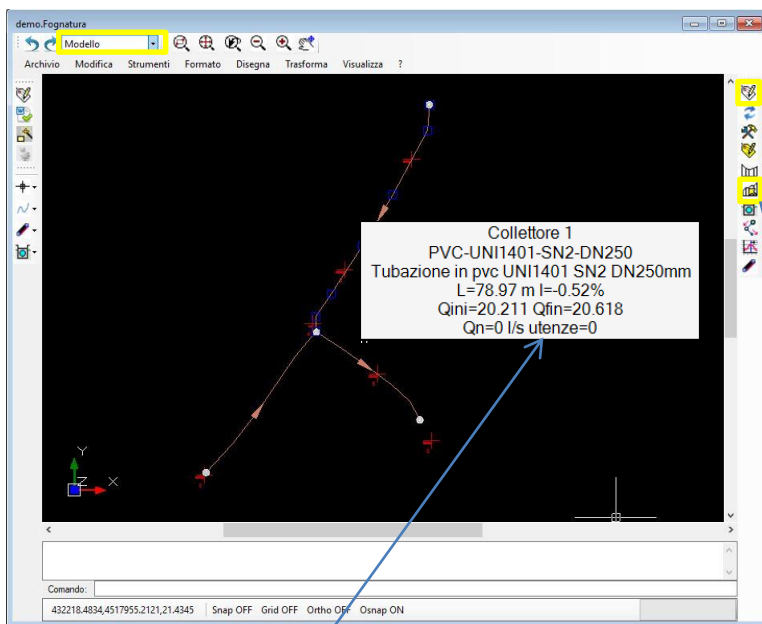 demo.Fognatura
Modello
Archivio Modifica Strumenti Formato Disegna Trasforma Visualizza ?
Collettore 1
PVC-UNI1401-SN2-DN250
Tubazione in pvc UNI1401 SN2 DN250mm
L=78.97 m I=-0.52%
Qini=20.211 Qfin=20.618
Qn=0 l/s utenze=0
Y
Z X
Comando:
432218.4834,4517955.2121,21.4345 Snap OFF Grid OFF Ortho OFF Osnap ON